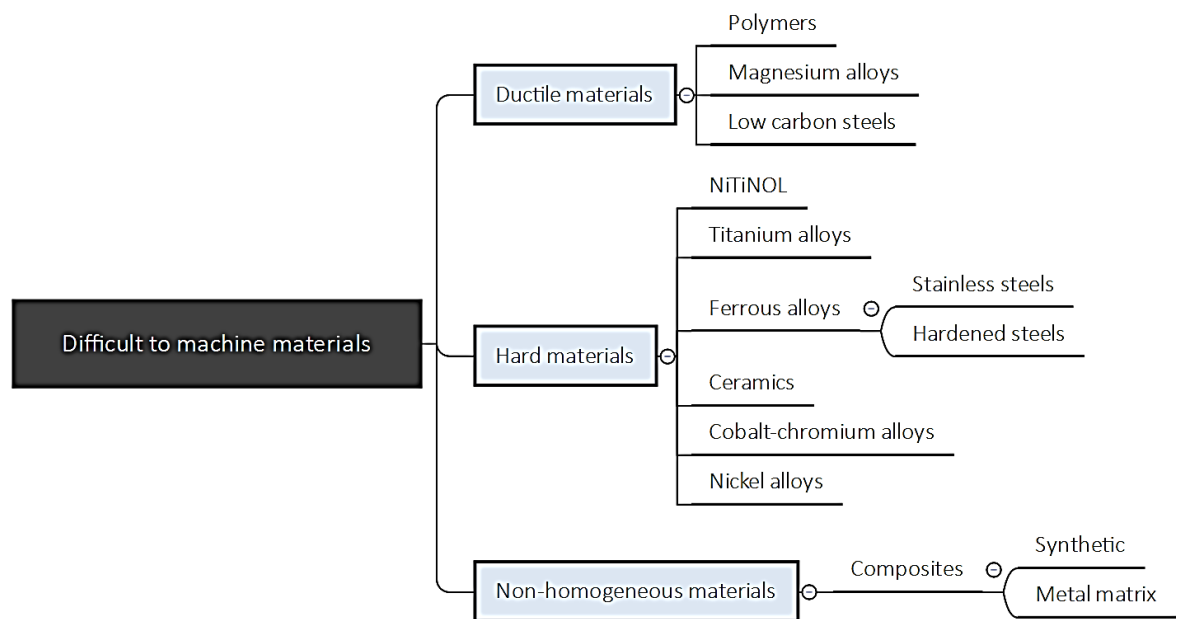 Difficult to machine materials
Ductile materials
Polymers
Magnesium alloys
Low carbon steels
Hard materials
NiTiNOL
Titanium alloys
Ferrous alloys
Stainless steels
Hardened steels
Ceramics
Cobalt-chromium alloys
Nickel alloys
Non-homogeneous materials
Composites
Synthetic
Metal matrix